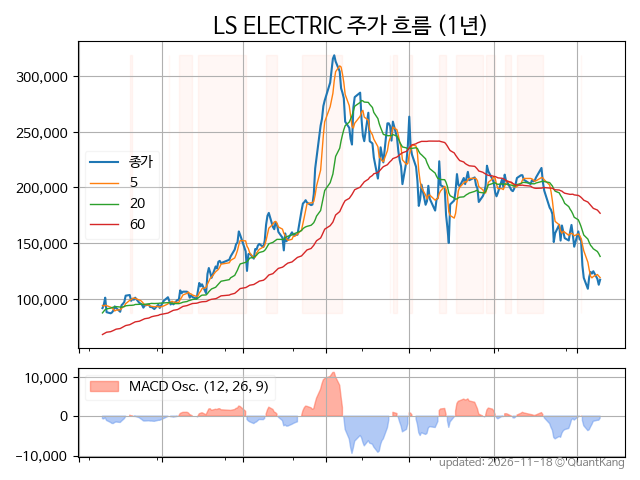 LS ELECTRIC 주가 흐름 (1년)
300,000
250,000
200,000
150,000
100,000
종가
5
20
60
10,000
0
-10,000
MACD Osc. (12, 26, 9)
updated: 2026-11-18 © QuantKang